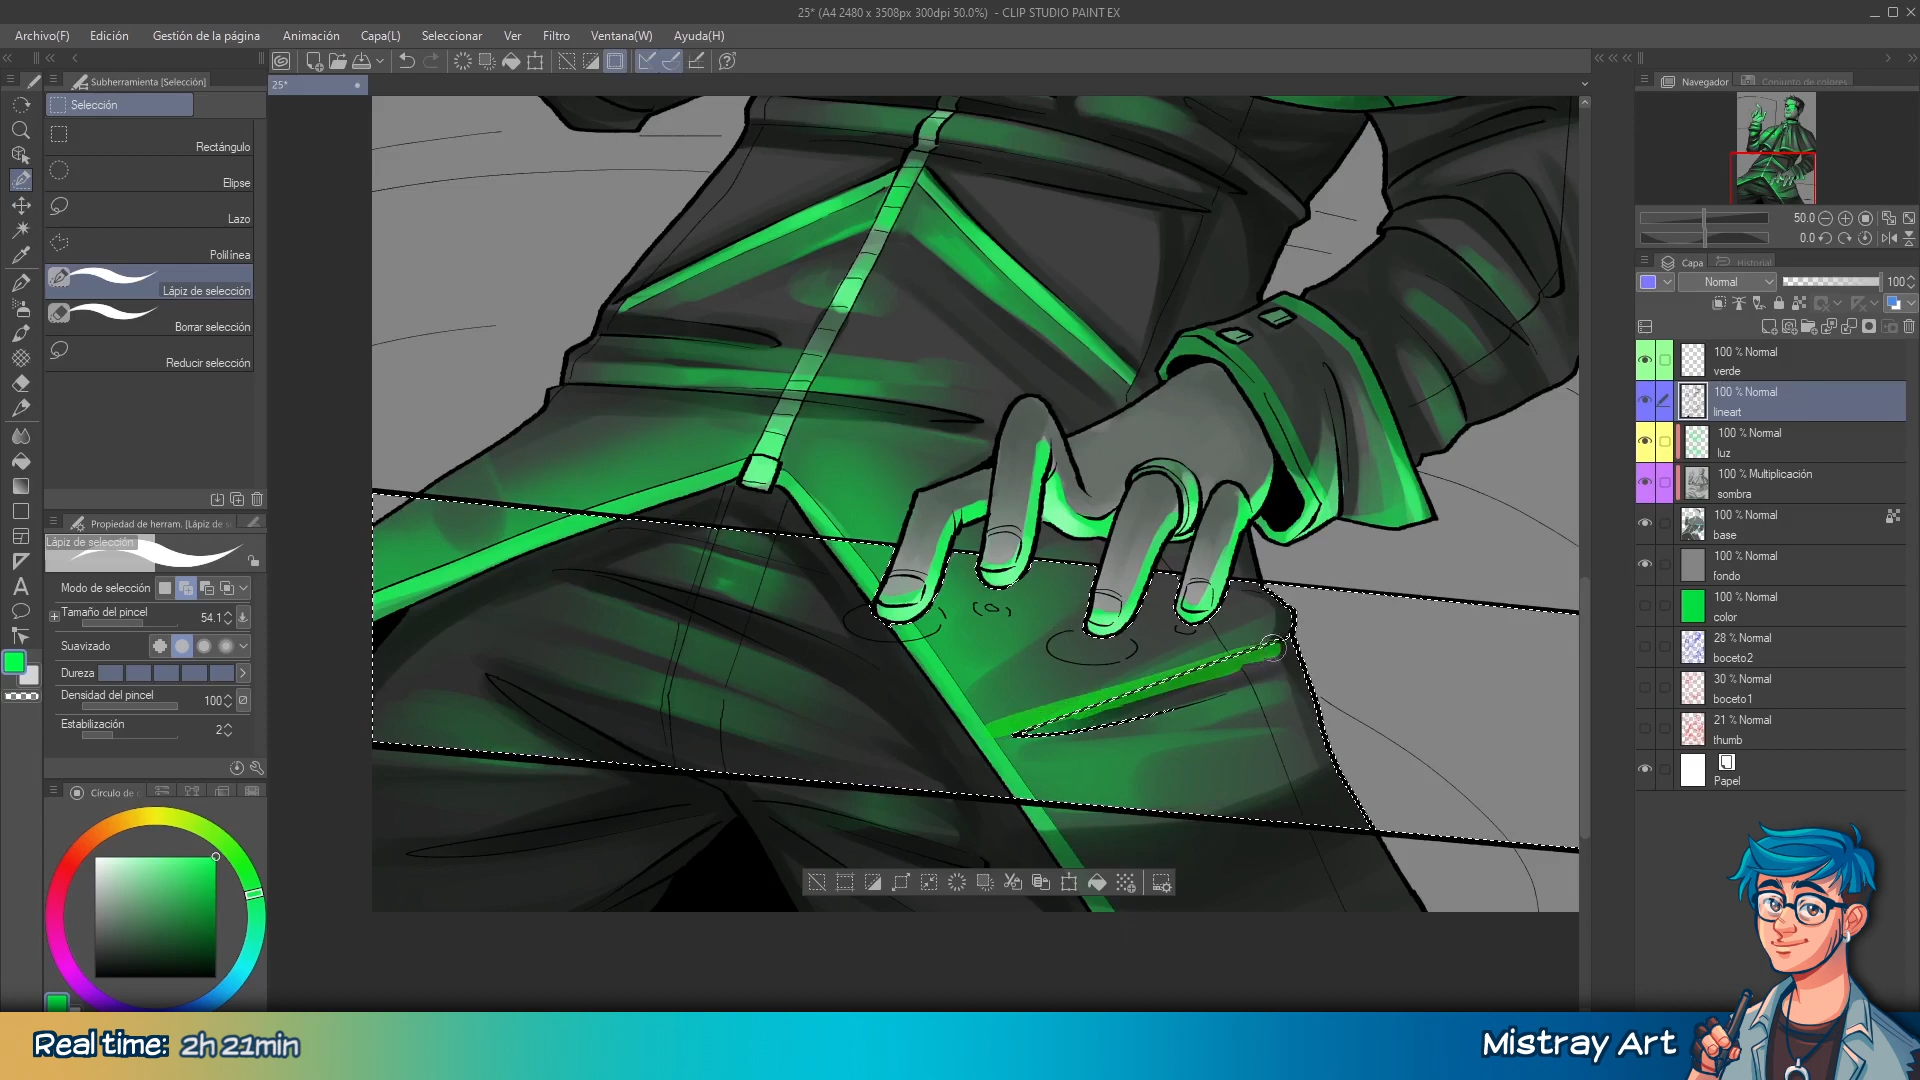 25* (A4 2480 x 3508px 300dpi 50.0%)  - CLIP STUDIO PAINT EX
Archivo(F)
Edición
Gestión de la página
Animación
Capa(L)
Seleccionar
Ver
Filtro
Ventana(W)
Ayuda(H)
Subherramienta [Selección]
25*
Navegador
Conjunto de colores
Selección
Rectángulo
Elipse
Lazo
Polilínea
Lápiz de selección
Borrar selección
Reducir selección
50.0
0.0
Capa
Historial
Normal
100
100 % Normal
verde
100 % Normal
lineart
100 % Normal
luz
100 % Multiplicación
sombra
100 % Normal
base
100 % Normal
fondo
100 % Normal
color
28 % Normal
boceto2
30 % Normal
boceto1
21 % Normal
thumb
Papel
Propiedad de herram. [Lápiz de
Lápiz de selección
Modo de selección
Tamaño del pincel
54.1
Suavizado
Dureza
Densidad del pincel
100
Estabilización
2
Círculo de
Real time: 2h 21min
Mistray Art